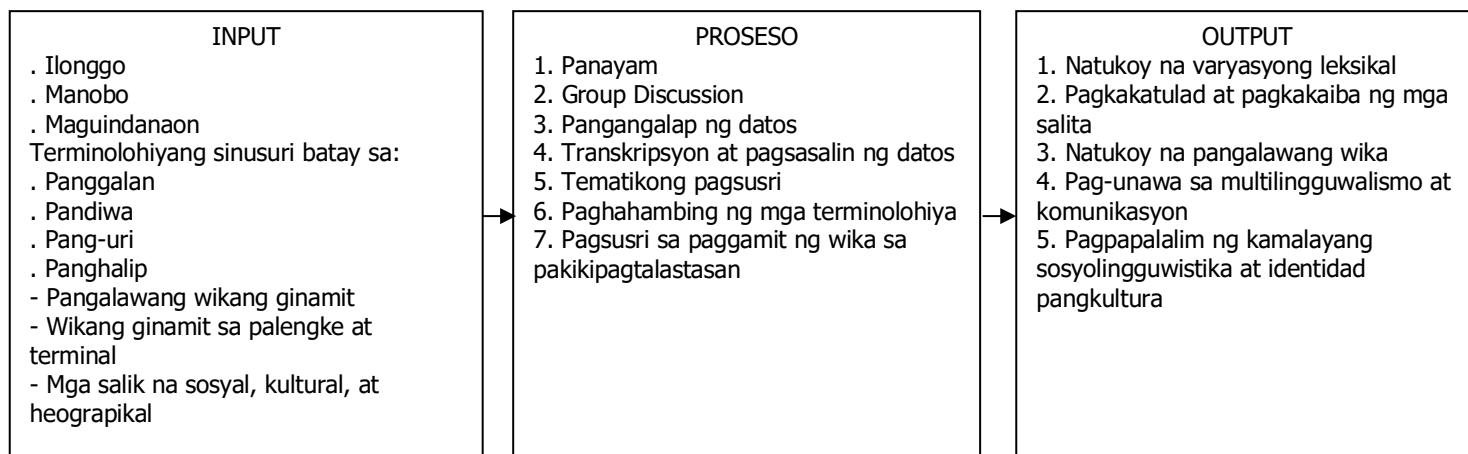 INPUT
. Ilonggo
. Manobo
. Maguindanaon
Terminolohiyang sinusuri batay sa:
. Panggalan
. Pandiwa
. Pang-uri
. Panghalip
- Pangalawang wikang ginamit
- Wikang ginamit sa palengke at
terminal
- Mga salik na sosyal, kultural, at
heograpikal
PROSESO
1. Panayam
2. Group Discussion
3. Pangangalap ng datos
4. Transkripsyon at pagsasalin ng datos
5. Tematikong pagsusri
6. Paghahambing ng mga terminolohiya
7. Pagsusri sa paggamit ng wika sa
pakikipagtalastasan
OUTPUT
1. Natukoy na varyasyong leksikal
2. Pagkakatulad at pagkakaiba ng mga
salita
3. Natukoy na pangalawang wika
4. Pag-unawa sa multilingguwalismo at
komunikasyon
5. Pagpapalalim ng kamalayang
sosyolingguwistika at identidad
pangkultura